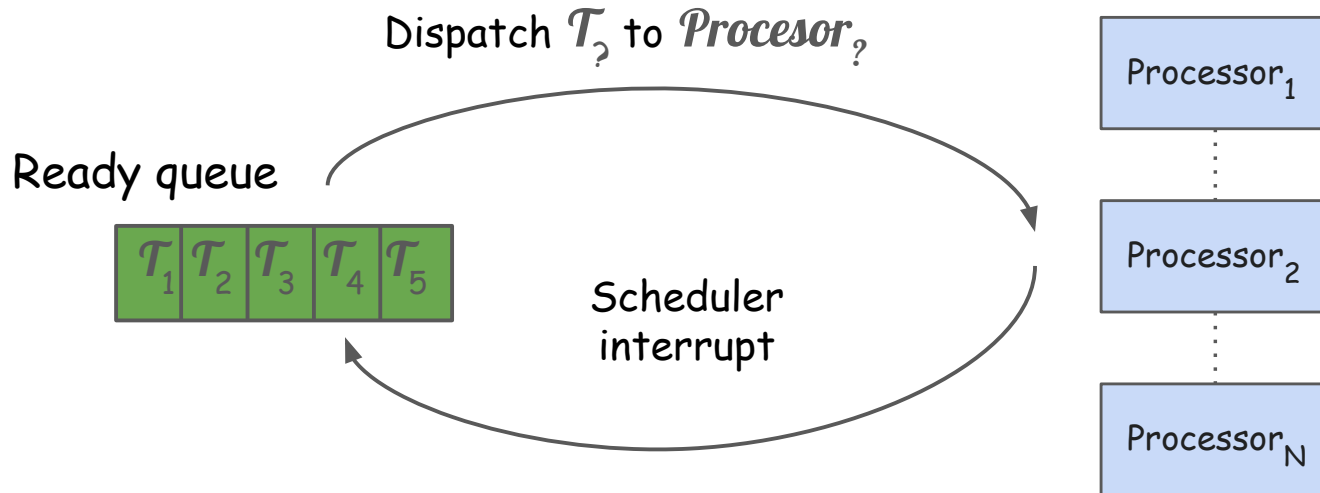 Dispatch T? to Procesor?
Processor1
Ready queue
T1 T2 T3 T4 T5
Processor2
Scheduler
interrupt
ProcessorN